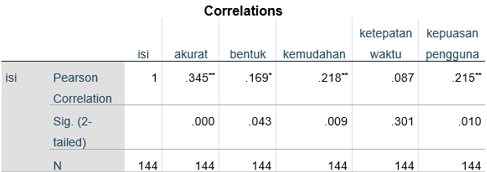 Correlations
isi akurat bentuk kemudahan ketepatan waktu kepuasan pengguna
isi Pearson Correlation 1 .345** .169* .218** .087 .215**
Sig. (2-tailed) .000 .043 .009 .301 .010
N 144 144 144 144 144 144